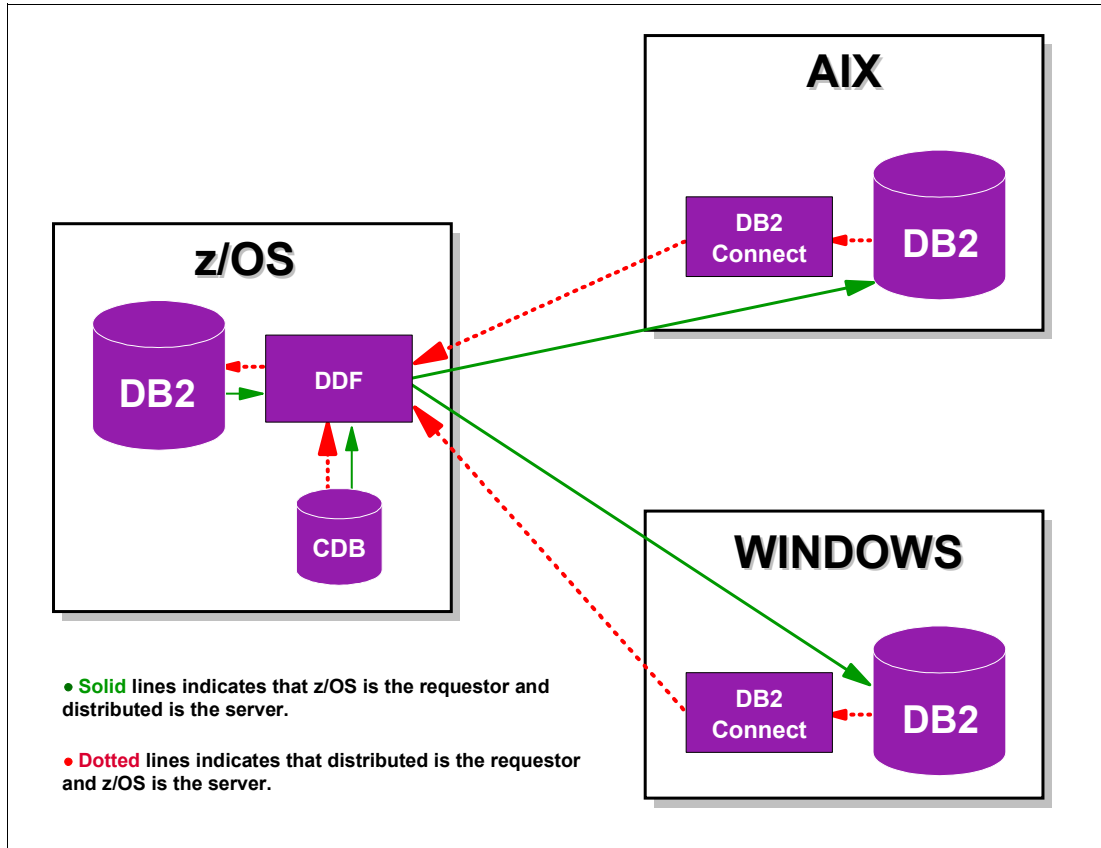 AIX
DB2
Connect
DB2
z/OS
DB2
DDF
CDB
WINDOWS
DB2
Connect
DB2
• Solid lines indicates that z/OS is the requestor and
distributed is the server.
• Dotted lines indicates that distributed is the requestor
and z/OS is the server.